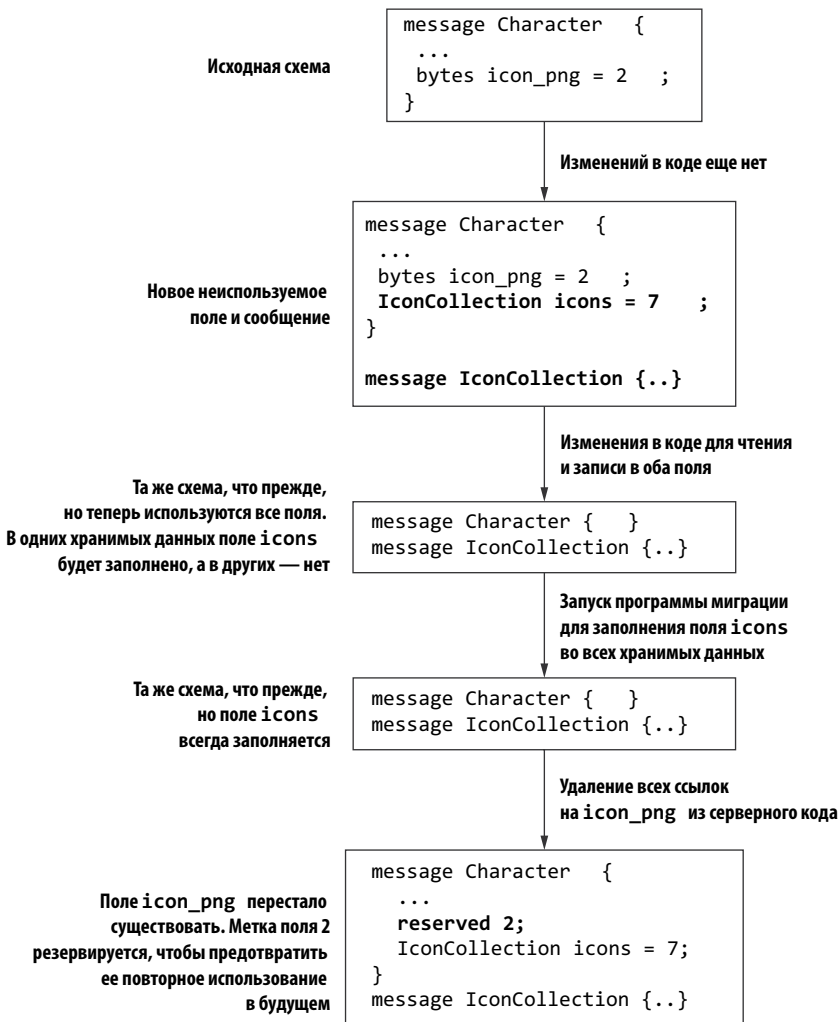 Исходная схема
message Character {
...
bytes icon_png = 2 ;
}
Изменений в коде еще нет
Новое неиспользуемое
поле и сообщение
message Character {
...
bytes icon_png = 2 ;
IconCollection icons = 7 ;
}
message IconCollection {..}
Изменения в коде для чтения
и записи в оба поля
Та же схема, что прежде,
но теперь используются все поля.
В одних хранимых данных поле icons
будет заполнено, а в других — нет
message Character { }
message IconCollection {..}
Запуск программы миграции
для заполнения поля icons
во всех хранимых данных
Та же схема, что прежде,
но поле icons
всегда заполняется
message Character { }
message IconCollection {..}
Удаление всех ссылок
на icon_png из серверного кода
Поле icon_png перестало
существовать. Метка поля 2
резервируется, чтобы предотвратить
ее повторное использование
в будущем
message Character {
...
reserved 2;
IconCollection icons = 7;
}
message IconCollection {..}